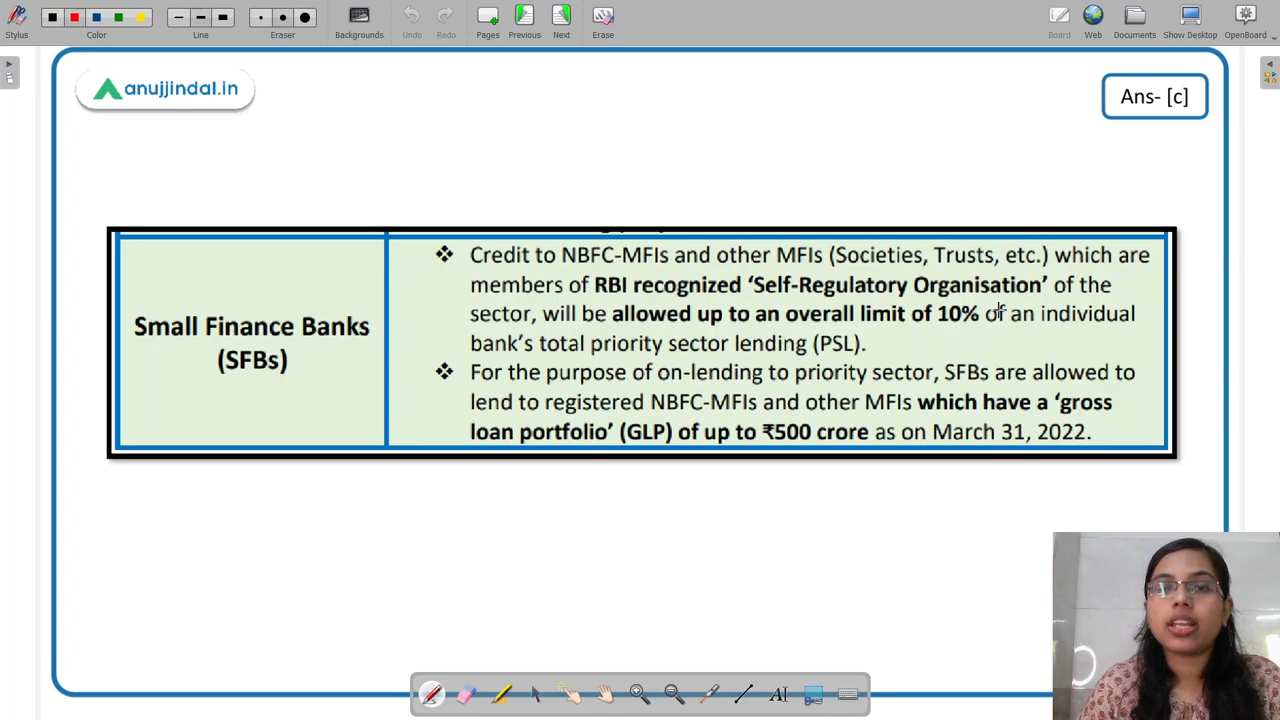 Stylus
Color
Line
Eraser
Backgrounds
Undo
Redo
Pages
Previous
Next
Erase
Board
Web
Documents
Show Desktop
OpenBoard
anujjindal.in
Ans- [c]
Small Finance Banks
(SFBs)
❖ Credit to NBFC-MFIs and other MFIs (Societies, Trusts, etc.) which are
members of RBI recognized ‘Self-Regulatory Organisation’ of the
sector, will be allowed up to an overall limit of 10% of an individual
bank’s total priority sector lending (PSL).
❖ For the purpose of on-lending to priority sector, SFBs are allowed to
lend to registered NBFC-MFIs and other MFIs which have a ‘gross
loan portfolio’ (GLP) of up to ₹500 crore as on March 31, 2022.